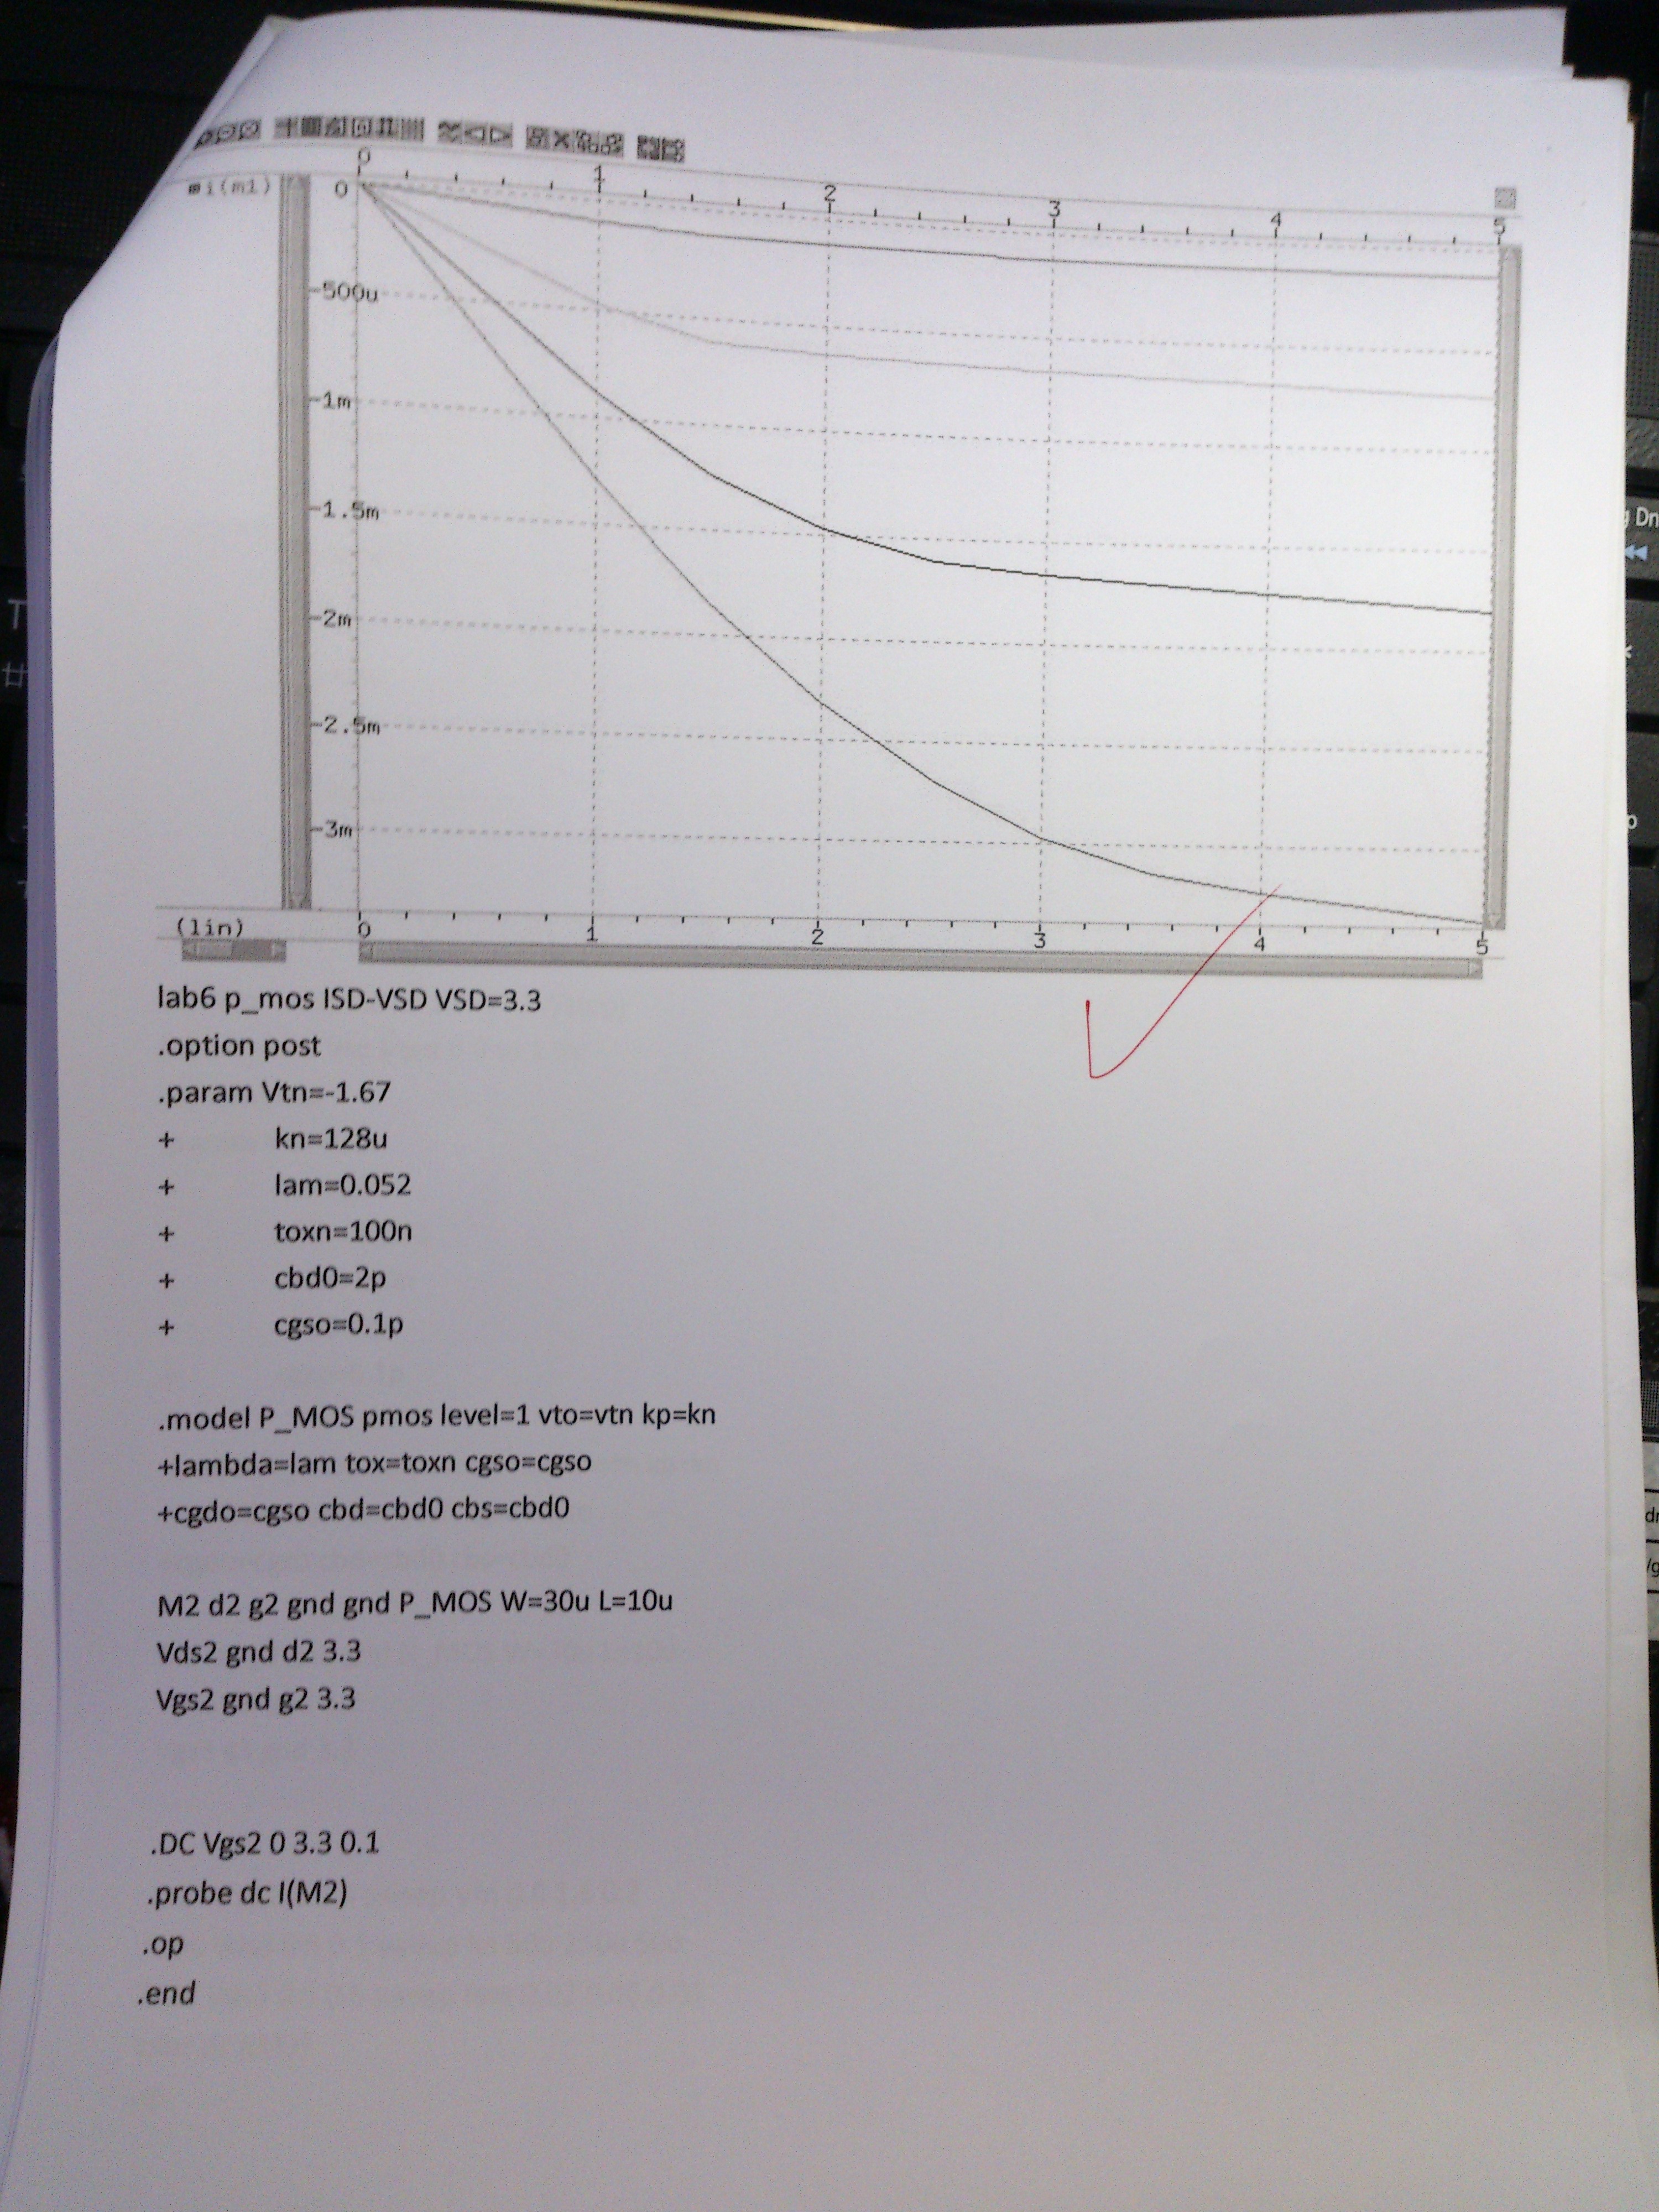 0 1 2 3 4 5
i(m1)
0
-500u
-1m
-1.5m
-2m
-2.5m
-3m
(lin)
0 1 2 3 4 5
lab6 p_mos ISD-VSD VSD=3.3
.option post
.param Vtn=-1.67
+ kn=128u
+ lam=0.052
+ toxn=100n
+ cbd0=2p
+ cgso=0.1p
.model P_MOS pmos level=1 vto=vtn kp=kn
+lambda=lam tox=toxn cgso=cgso
+cgdo=cgso cbd=cbd0 cbs=cbd0
M2 d2 g2 gnd gnd P_MOS W=30u L=10u
Vds2 gnd d2 3.3
Vgs2 gnd g2 3.3
.DC Vgs2 0 3.3 0.1
.probe dc I(M2)
.op
.end
Dn